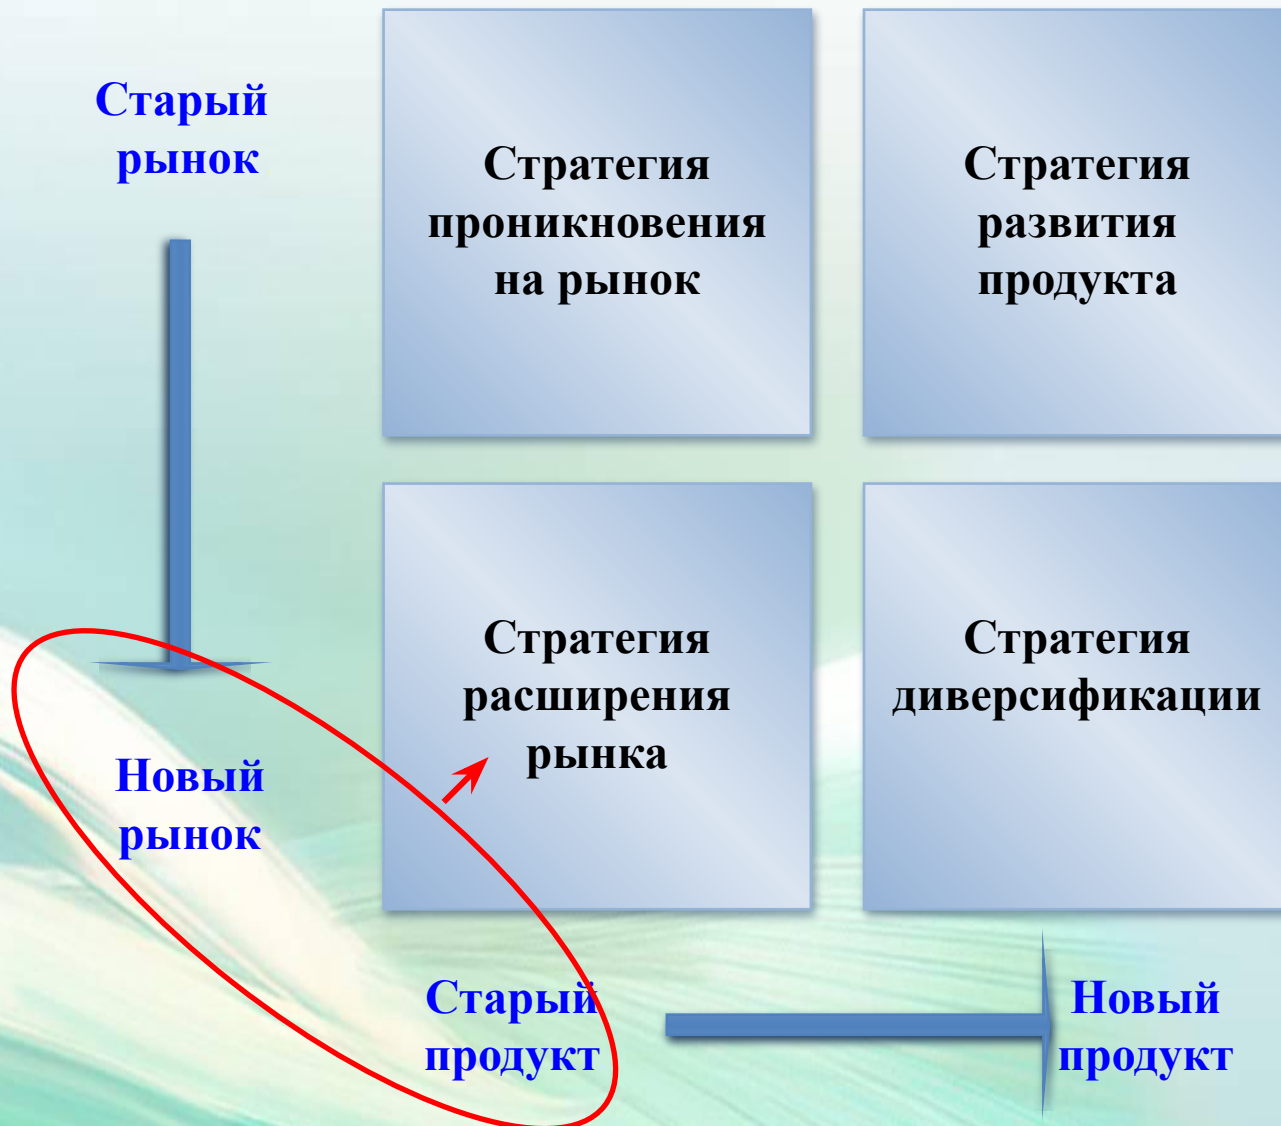 Старый
рынок
Стратегия
проникновения
на рынок
Стратегия
развития
продукта
Новый
рынок
Стратегия
расширения
рынка
Стратегия
диверсификации
Старый
продукт
Новый
продукт